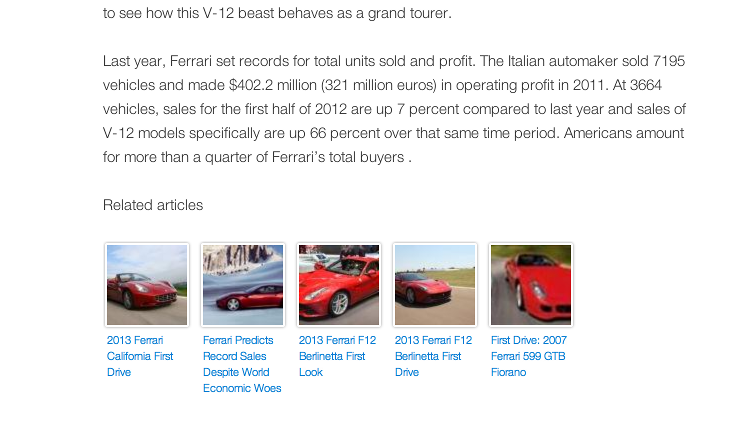 to see how this V-12 beast behaves as a grand tourer.
Last year, Ferrari set records for total units sold and profit. The Italian automaker sold 7195
vehicles and made $402.2 million (321 million euros) in operating profit in 2011. At 3664
vehicles, sales for the first half of 2012 are up 7 percent compared to last year and sales of
V-12 models specifically are up 66 percent over that same time period. Americans amount
for more than a quarter of Ferrari's total buyers .
Related articles
2013 Ferrari
California First
Drive
Ferrari Predicts
Record Sales
Despite World
Economic Woes
2013 Ferrari F12
Berlinetta First
Look
2013 Ferrari F12
Berlinetta First
Drive
First Drive: 2007
Ferrari 599 GTB
Fiorano